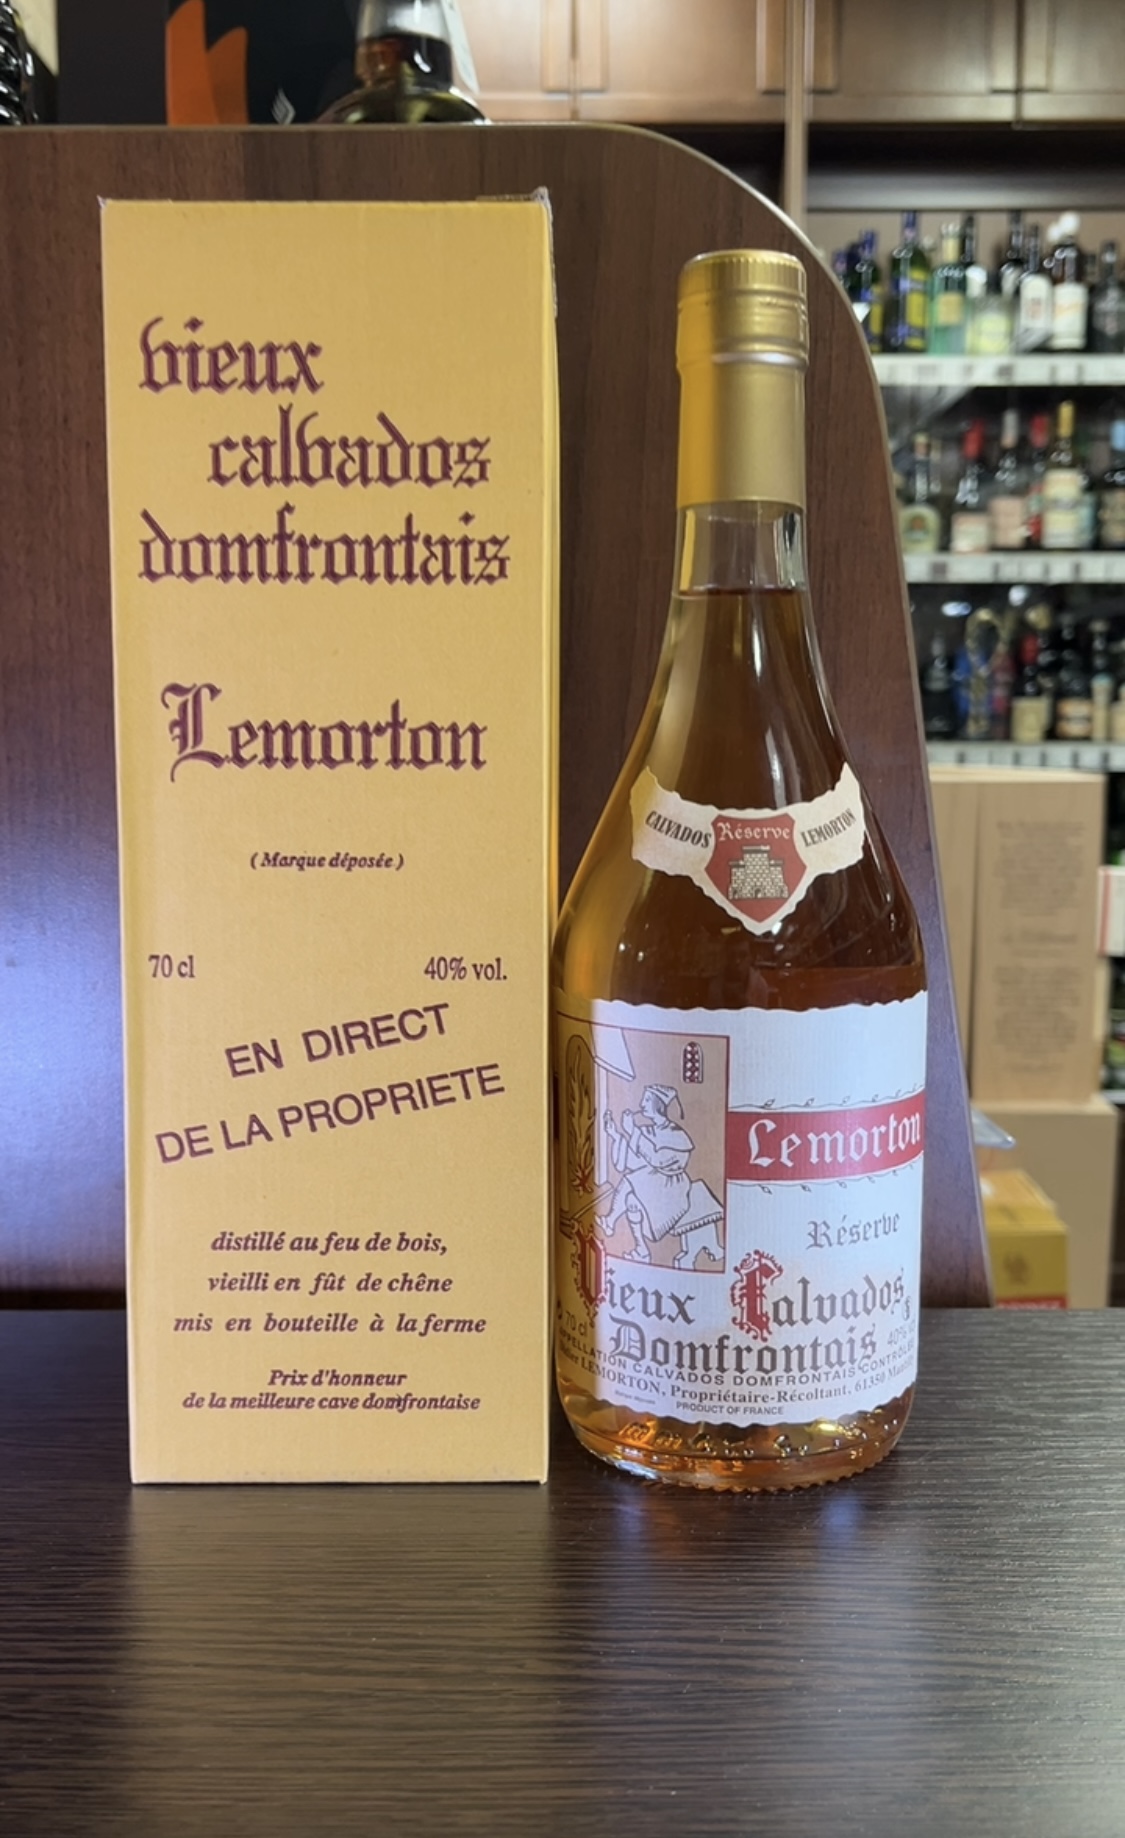 vieux
calvados
domfrontais
Lemorton
( Marque déposée )
70 cl 40% vol.
EN DIRECT
DE LA PROPRIETE
distillé au feu de bois,
vieilli en fût de chêne
mis en bouteille à la ferme
Prix d'honneur
de la meilleure cave domfrontaise
CALVADOS Réserve LEMORTON
Lemorton
Réserve
Vieux Calvados
70 cl Domfrontais 40%
APPELLATION CALVADOS DOMFRONTAIS CONTROLÉE
LEMORTON, Propriétaire-Récoltant, 61350
PRODUCT OF FRANCE